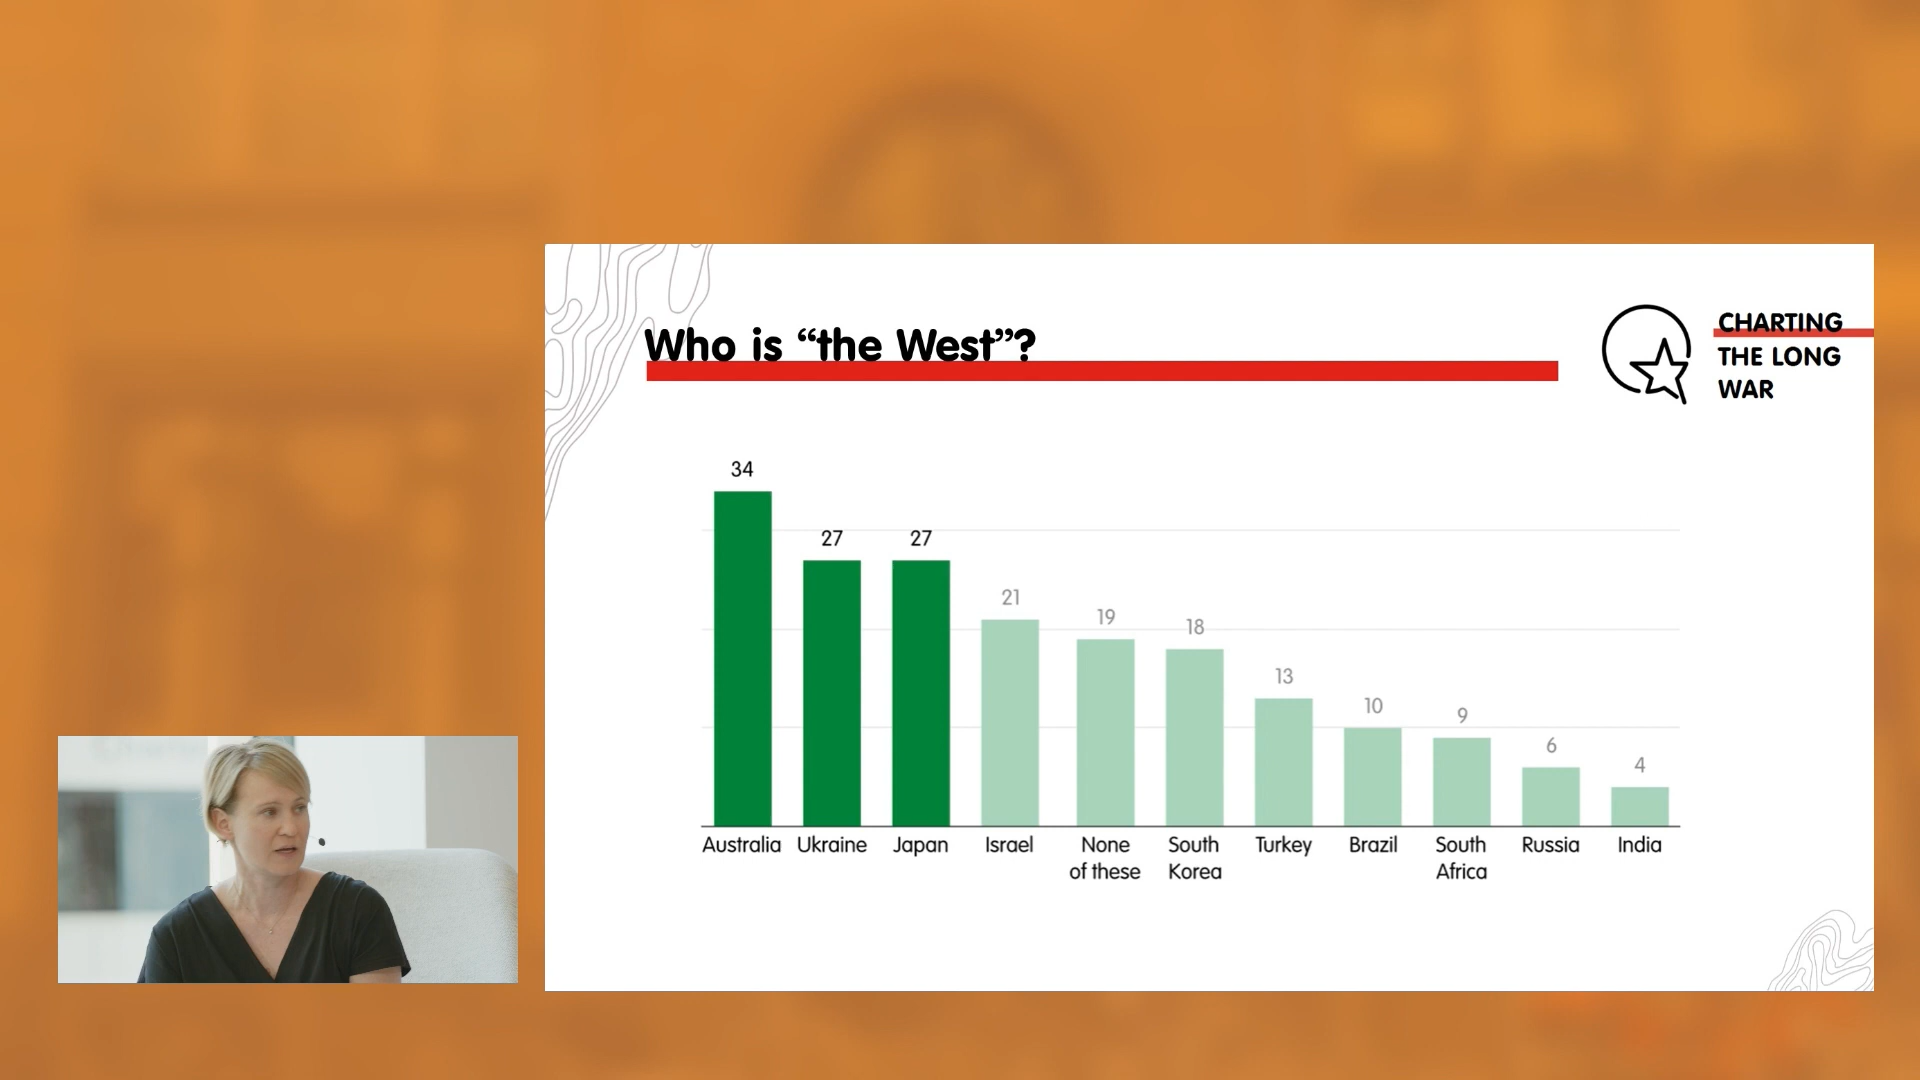 Who is “the West”?
CHARTING
THE LONG
WAR
34
27
27
21
19
18
13
10
9
6
4
Australia
Ukraine
Japan
Israel
None
of these
South
Korea
Turkey
Brazil
South
Africa
Russia
India